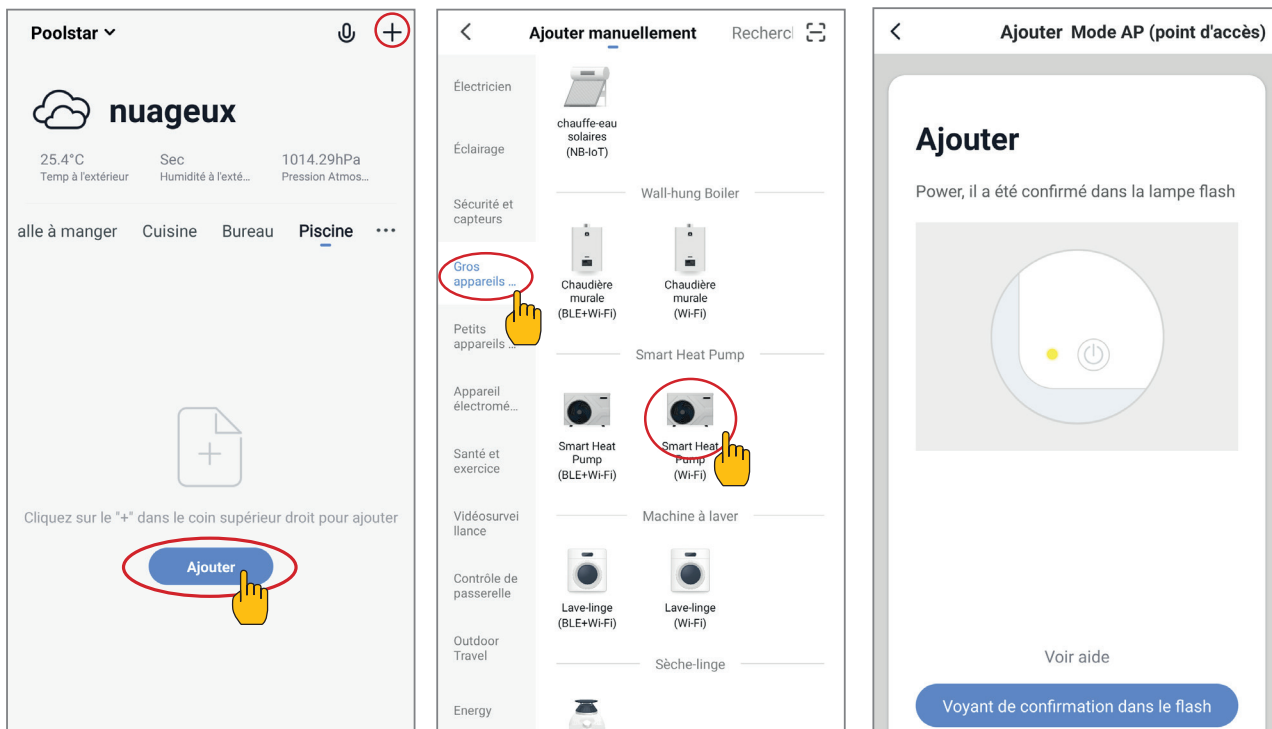 Poolstar
nuageux
25.4°C Sec 1014.29hPa
Temp à l'extérieur Humidité à l'exté... Pression Atmos...
alle à manger Cuisine Bureau Piscine ...
Cliquez sur le "+" dans le coin supérieur droit pour ajouter
Ajouter
Ajouter manuellement Recherc
Électricien
Éclairage
Sécurité et
capteurs
Gros
appareils ...
Petits
appareils ...
Appareil
électromé...
Santé et
exercice
Vidéosurvei
llance
Contrôle de
passerelle
Outdoor
Travel
Energy
chauffe-eau
solaires
(NB-IoT)
Wall-hung Boiler
Chaudière
murale
(BLE+Wi-Fi)
Chaudière
murale
(Wi-Fi)
Smart Heat Pump
Smart Heat
Pump
(BLE+Wi-Fi)
Smart Heat
Pump
(Wi-Fi)
Machine à laver
Lave-linge
(BLE+Wi-Fi)
Lave-linge
(Wi-Fi)
Sèche-linge
Ajouter Mode AP (point d'accès)
Ajouter
Power, il a été confirmé dans la lampe flash
Voir aide
Voyant de confirmation dans le flash